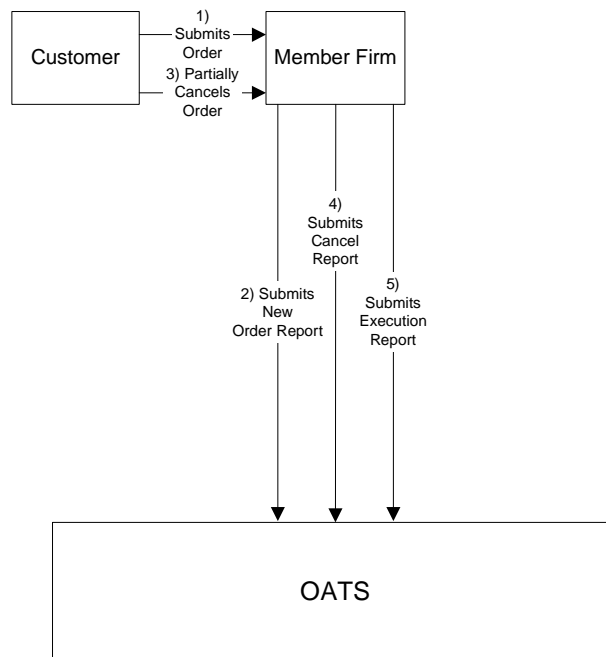 Customer
1)
Submits
Order
3) Partially
Cancels
Order
Member Firm
4)
Submits
Cancel
Report
2) Submits
New
Order Report
5)
Submits
Execution
Report
OATS